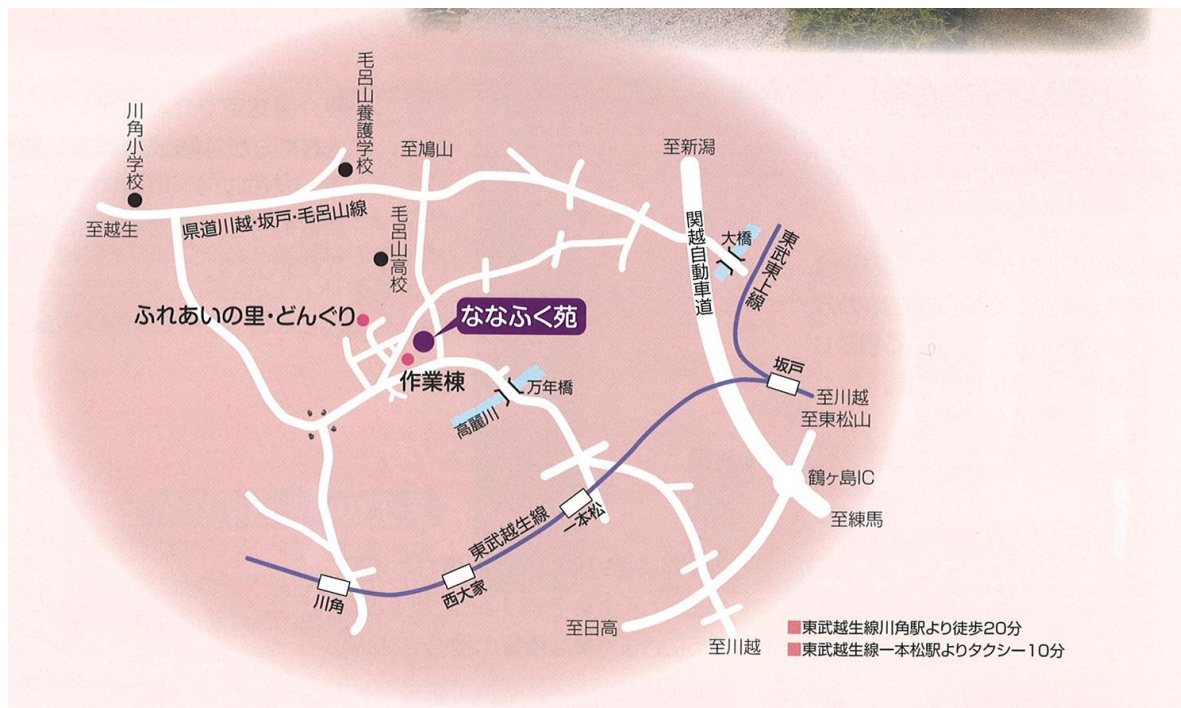 毛呂山養護学校
川角小学校
至鳩山
至新潟
至越生
県道川越・坂戸・毛呂山線
毛呂山高校
関越自動車道
大橋
東武東上線
ふれあいの里・どんぐり
ななふく苑
作業棟
万年橋
高麗川
坂戸
至川越
至東松山
鶴ヶ島IC
至練馬
東武越生線
一本松
西大家
川角
至日高
至川越
■東武越生線川角駅より徒歩20分
■東武越生線一本松駅よりタクシー10分